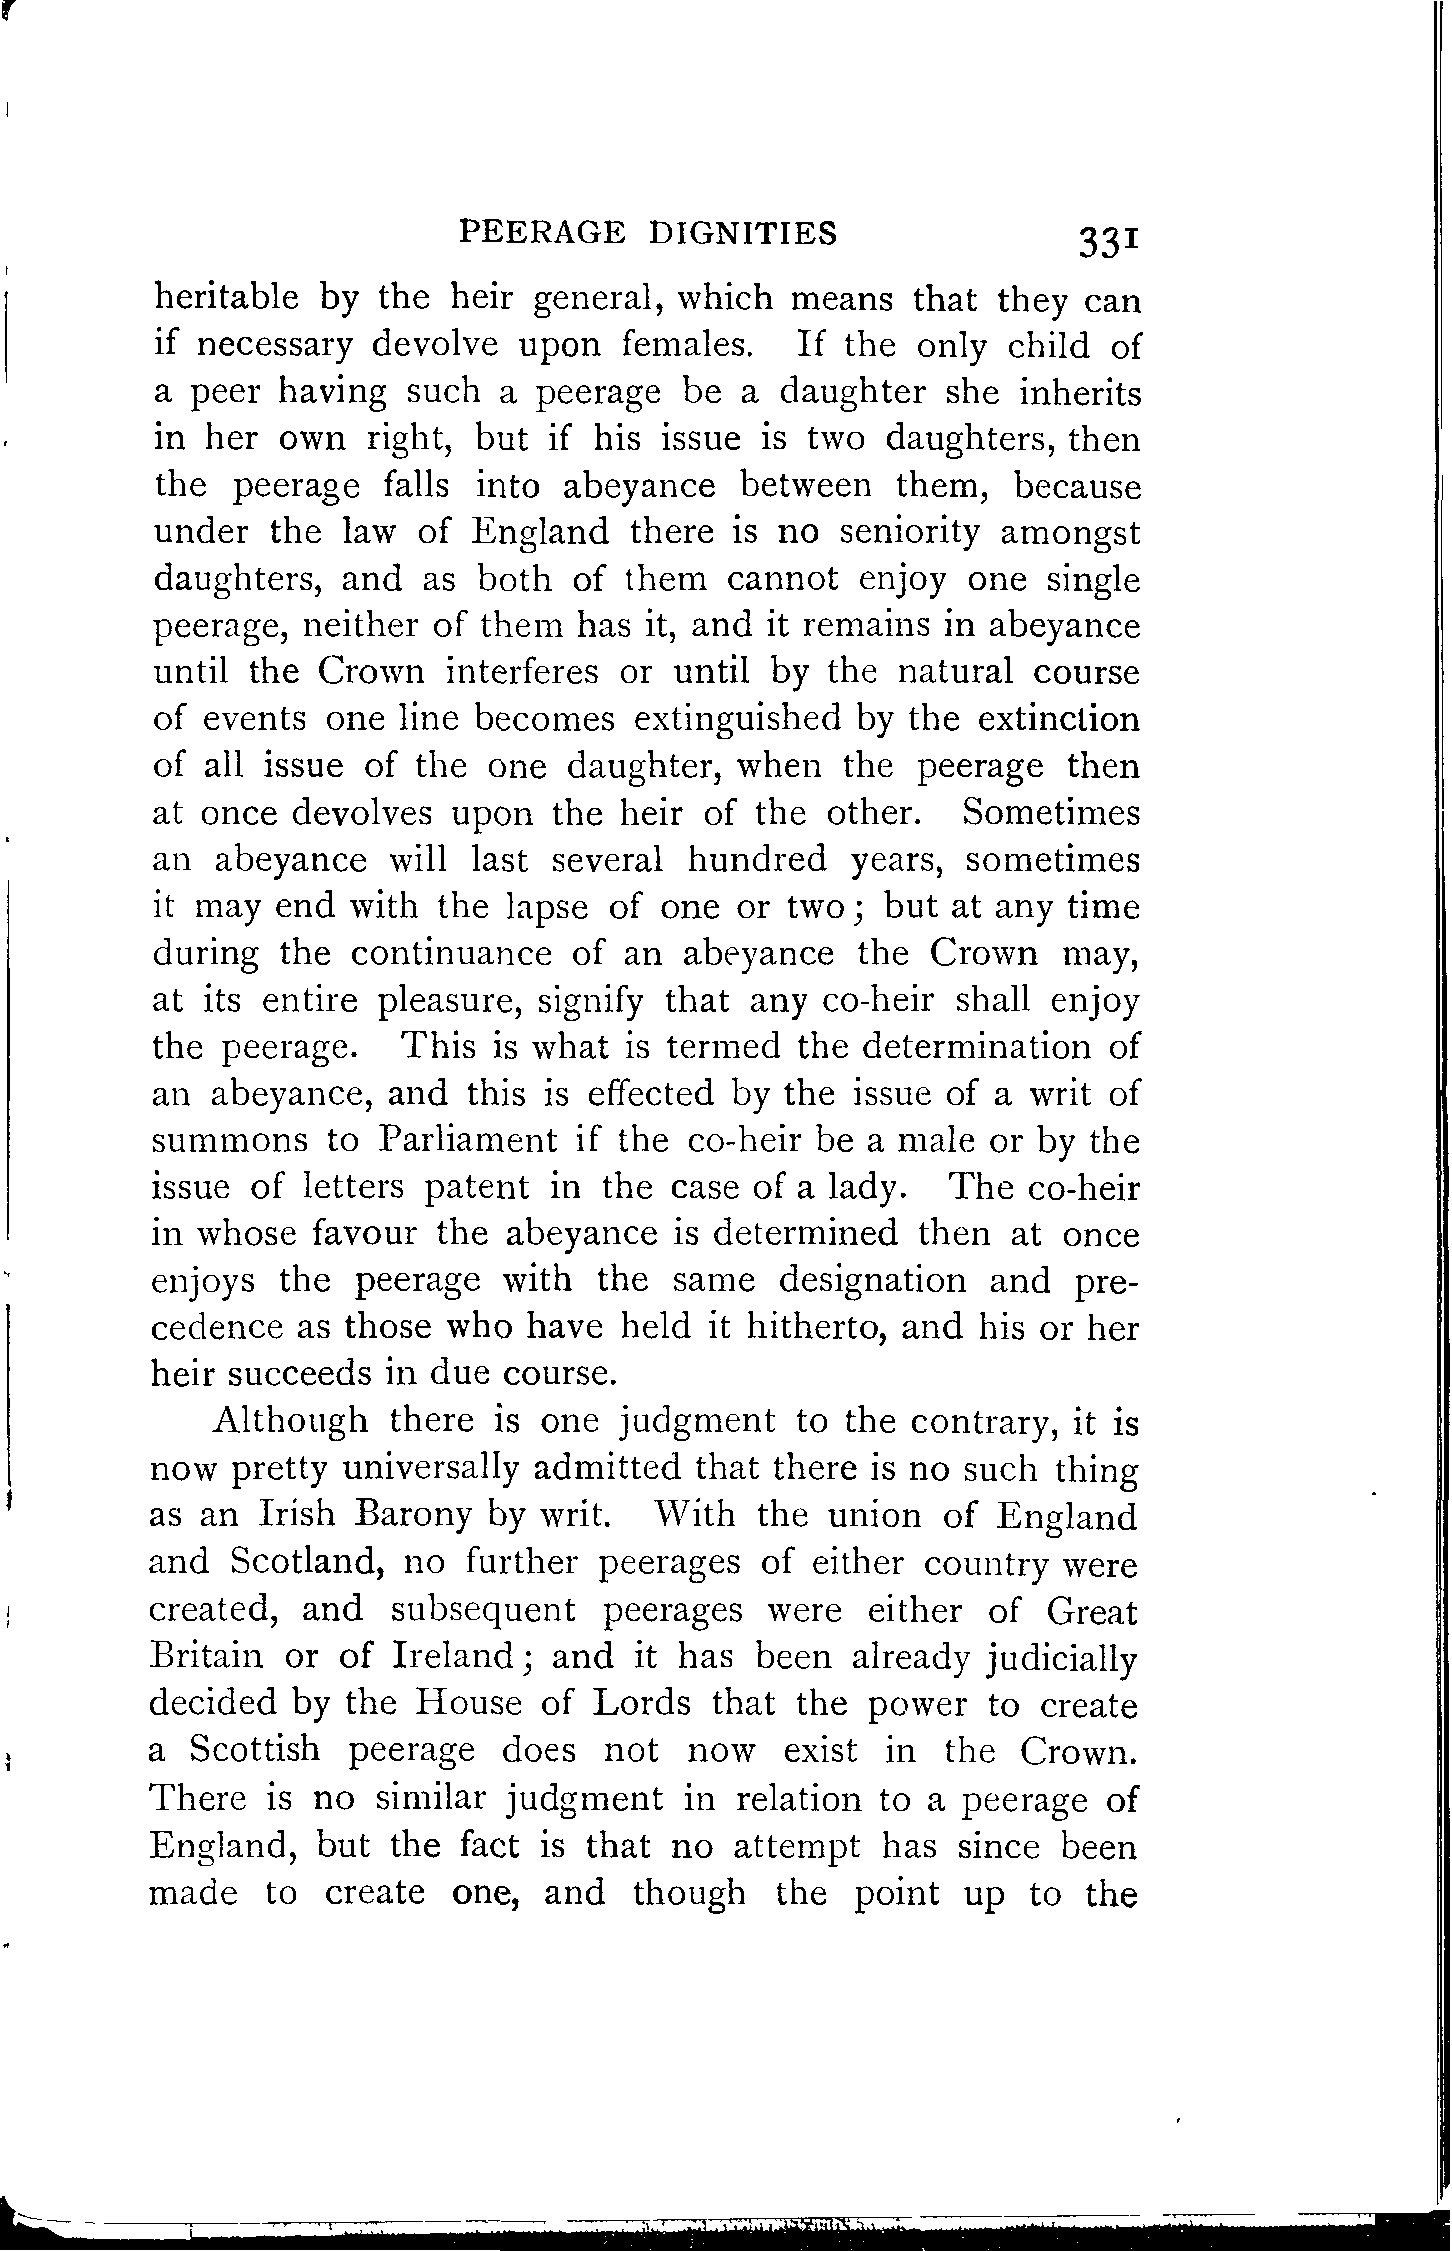 PEERAGE DIGNITIES 331
heritable by the heir general, which means that they can
if necessary devolve upon females. If the only child of
a peer having such a peerage be a daughter she inherits
in her own right, but if his issue is two daughters, then
the peerage falls into abeyance between them, because
under the law of England there is no seniority amongst
daughters, and as both of them cannot enjoy one single
peerage, neither of them has it, and it remains in abeyance
until the Crown interferes or until by the natural course
of events one line becomes extinguished by the extinction
of all issue of the one daughter, when the peerage then
at once devolves upon the heir of the other. Sometimes
an abeyance will last several hundred years, sometimes
it may end with the lapse of one or two; but at any time
during the continuance of an abeyance the Crown may,
at its entire pleasure, signify that any co-heir shall enjoy
the peerage. This is what is termed the determination of
an abeyance, and this is effected by the issue of a writ of
summons to Parliament if the co-heir be a male or by the
issue of letters patent in the case of a lady. The co-heir
in whose favour the abeyance is determined then at once
enjoys the peerage with the same designation and pre-
cedence as those who have held it hitherto, and his or her
heir succeeds in due course.
Although there is one judgment to the contrary, it is
now pretty universally admitted that there is no such thing
as an Irish Barony by writ. With the union of England
and Scotland, no further peerages of either country were
created, and subsequent peerages were either of Great
Britain or of Ireland; and it has been already judicially
decided by the House of Lords that the power to create
a Scottish peerage does not now exist in the Crown.
There is no similar judgment in relation to a peerage of
England, but the fact is that no attempt has since been
made to create one, and though the point up to the